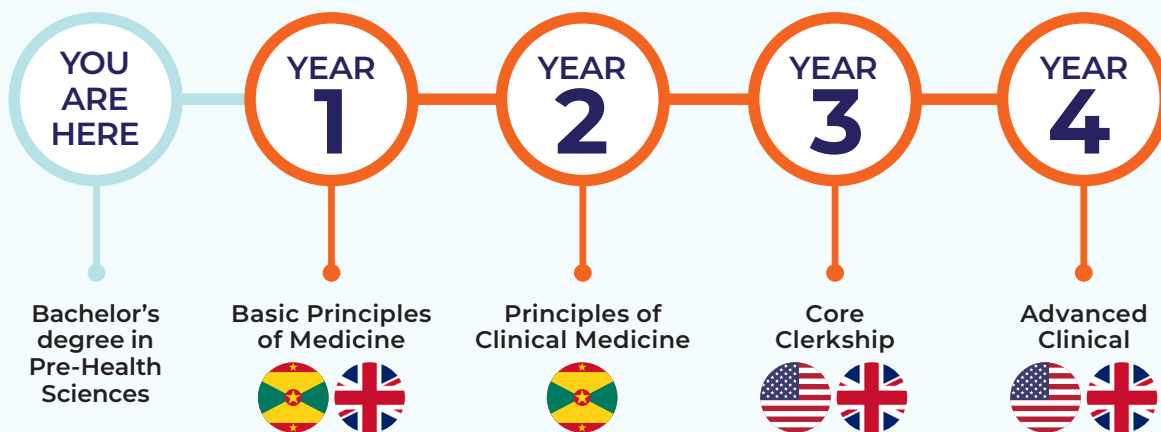 YOU
ARE
HERE
YEAR
1
YEAR
2
YEAR
3
YEAR
4
Bachelor’s
degree in
Pre-Health
Sciences
Basic Principles
of Medicine
Principles of
Clinical Medicine
Core
Clerkship
Advanced
Clinical